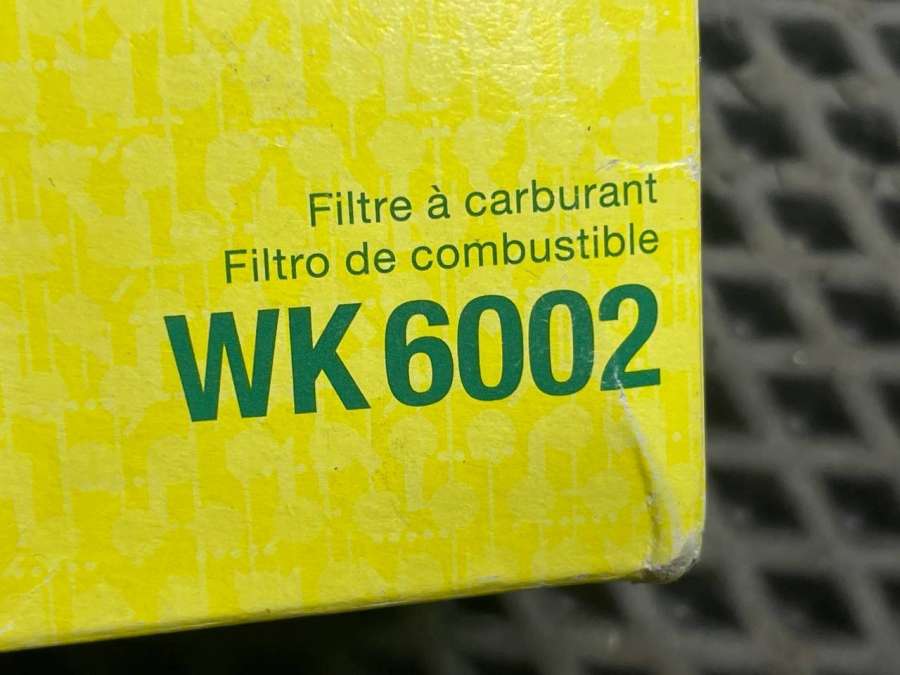 Filtre à carburant
Filtro de combustible
WK 6002